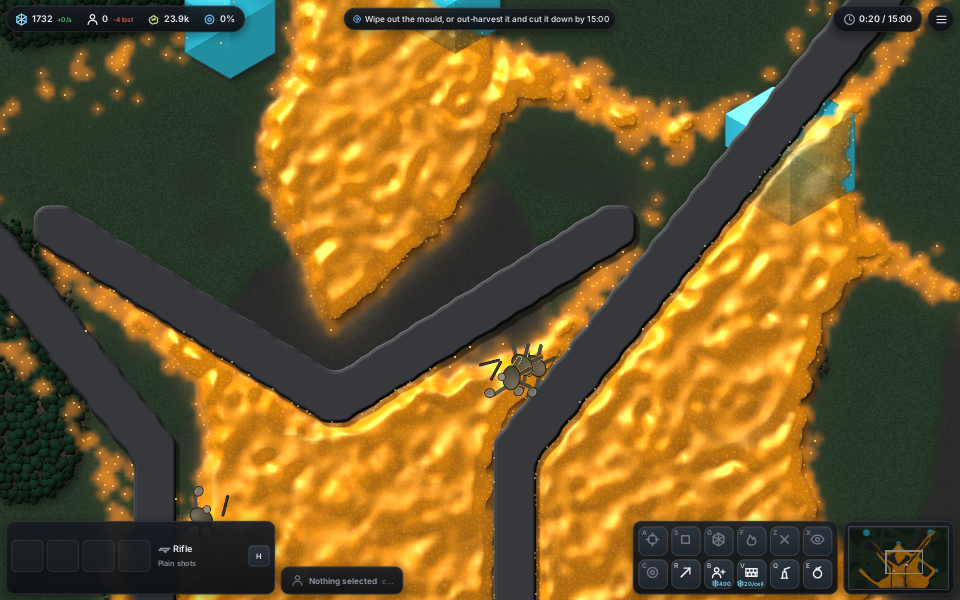 1732 +0/s 0 -4 lost 23.9k 0%
Wipe out the mould, or out-harvest it and cut it down by 15:00
0:20 / 15:00
Rifle
Plain shots
H
Nothing selected c...
A S G F Z X
C R B V Q E
400 20/cell